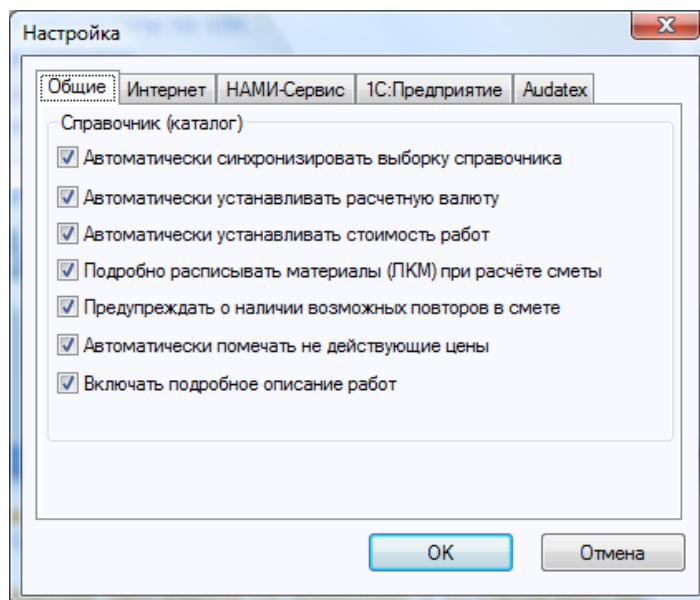 Настройка
Общие Интернет НАМИ-Сервис 1С:Предприятие Audatex
Справочник (каталог)
Автоматически синхронизировать выборку справочника
Автоматически устанавливать расчетную валюту
Автоматически устанавливать стоимость работ
Подробно расписывать материалы (ЛКМ) при расчёте сметы
Предупреждать о наличии возможных повторов в смете
Автоматически помечать не действующие цены
Включать подробное описание работ
OK Отмена